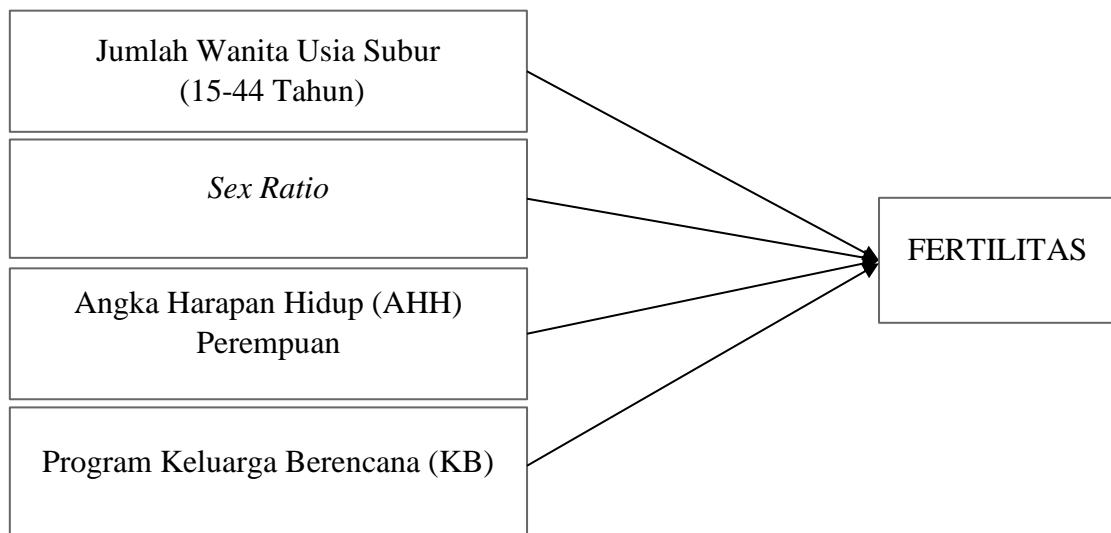 Jumlah Wanita Usia Subur
(15-44 Tahun)
Sex Ratio
Angka Harapan Hidup (AHH)
Perempuan
Program Keluarga Berencana (KB)
FERTILITAS